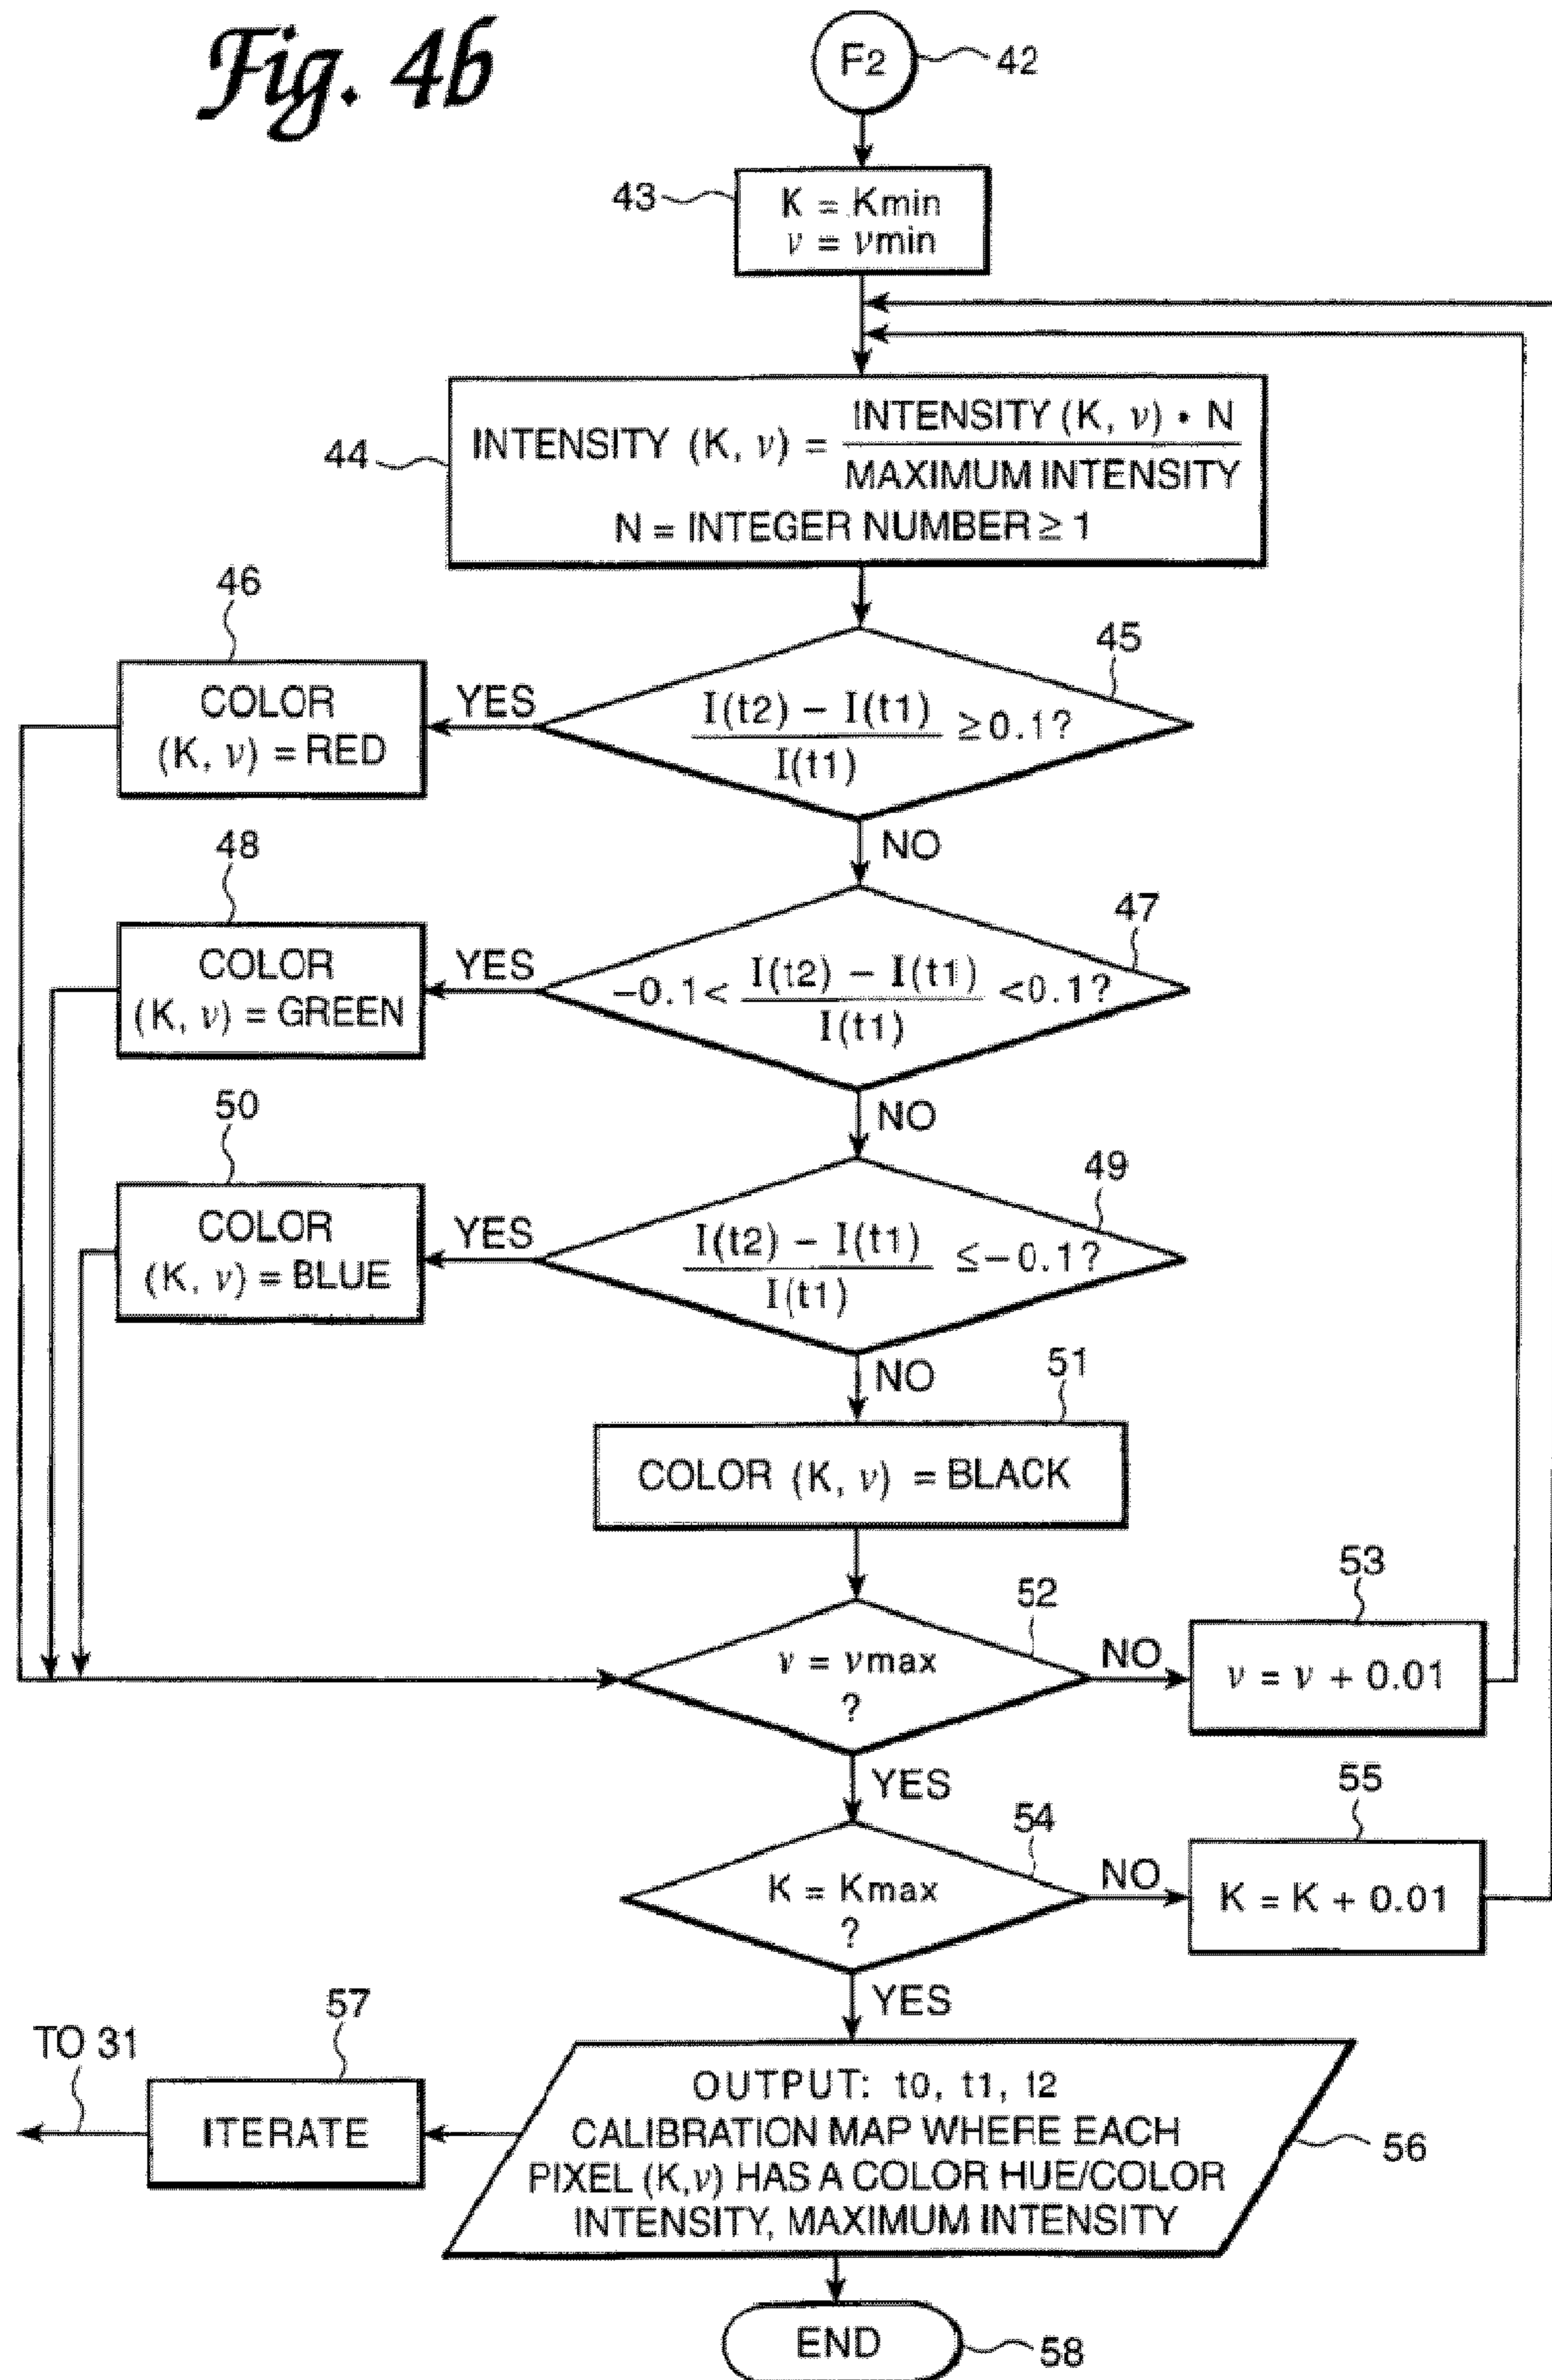 Fig. 4b
F2
42
43
K = Kmin
ν = νmin
44
INTENSITY (K, ν) = INTENSITY (K, ν) • N
MAXIMUM INTENSITY
N = INTEGER NUMBER ≥ 1
46
45
COLOR
(K, ν) = RED
YES
I(t2) – I(t1)
I(t1)
≥ 0.1?
NO
48
47
COLOR
(K, ν) = GREEN
YES
–0.1 < I(t2) – I(t1) < 0.1?
I(t1)
NO
50
49
COLOR
(K, ν) = BLUE
YES
I(t2) – I(t1)
I(t1)
≤ –0.1?
NO
51
COLOR (K, ν) = BLACK
52
53
ν = νmax
?
NO
ν = ν + 0.01
YES
54
55
K = Kmax
?
NO
K = K + 0.01
YES
57
TO 31
ITERATE
OUTPUT: t0, t1, t2
CALIBRATION MAP WHERE EACH
PIXEL (K,ν) HAS A COLOR HUE/COLOR
INTENSITY, MAXIMUM INTENSITY
56
END
58